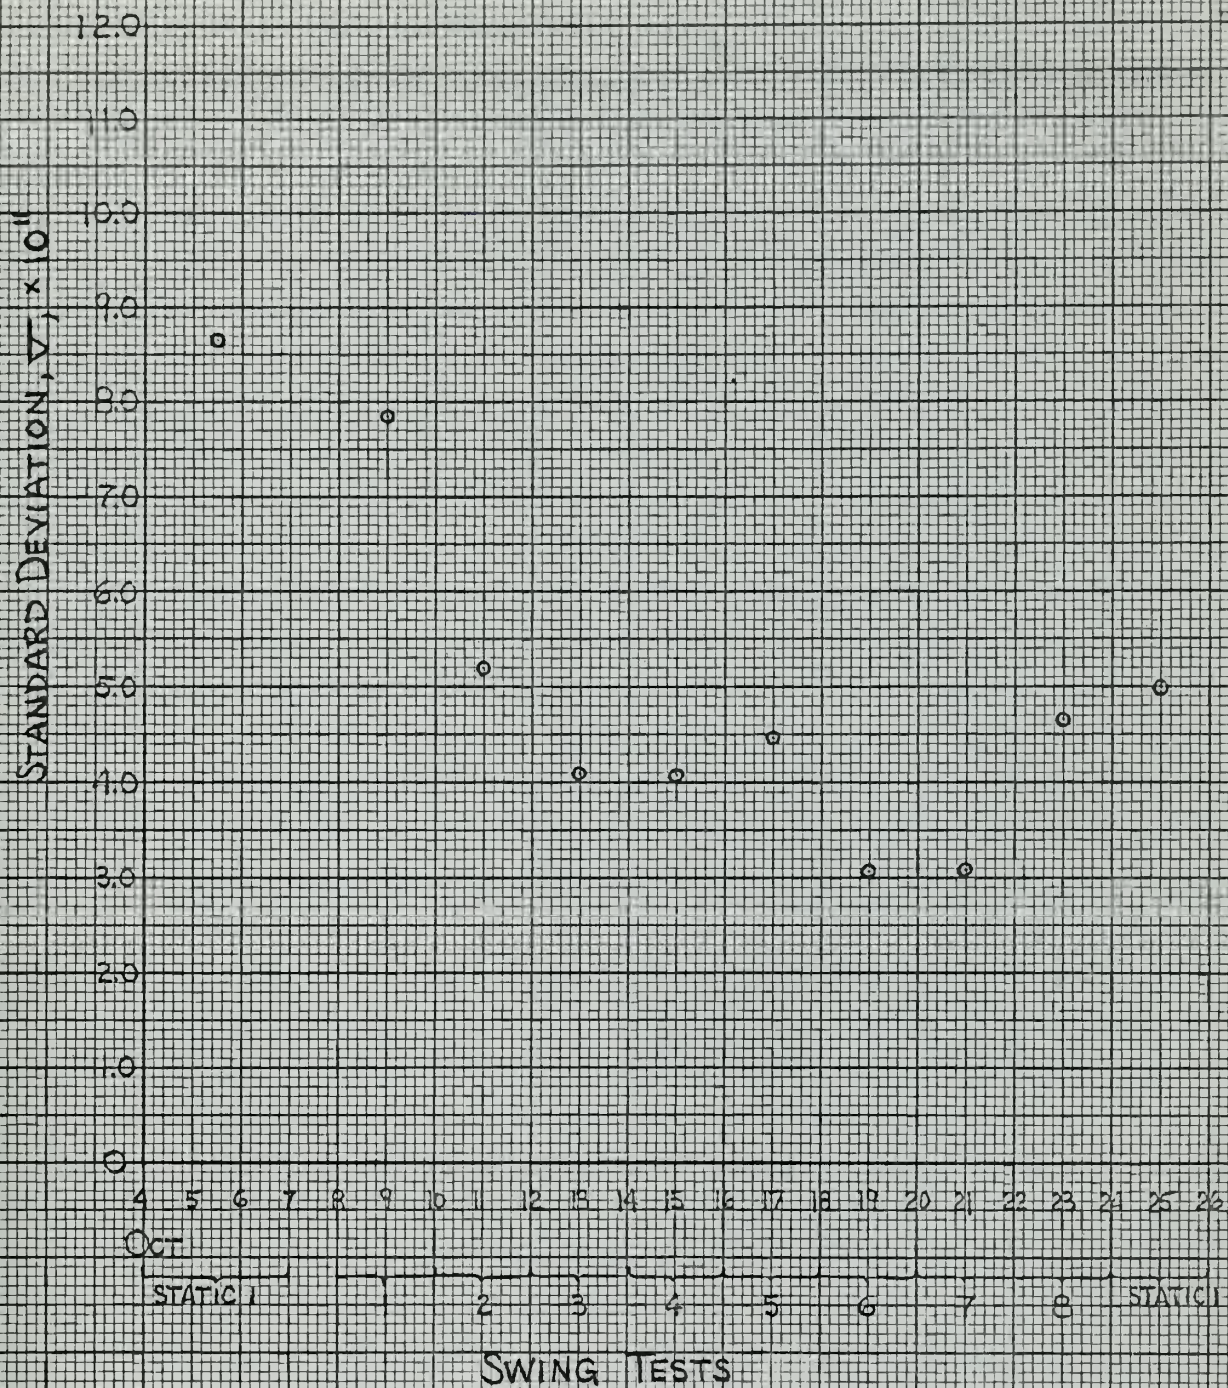 12.0
11.0
10.0
9.0
8.0
7.0
6.0
5.0
4.0
3.0
2.0
1.0
0
STANDARD DEVIATION, ∇, × 10¹¹
4 5 6 7 8 9 10 11 12 13 14 15 16 17 18 19 20 21 22 23 24 25 26
OCT
STATIC 1 1 2 3 4 5 6 7 8 STATIC 1
SWING TESTS